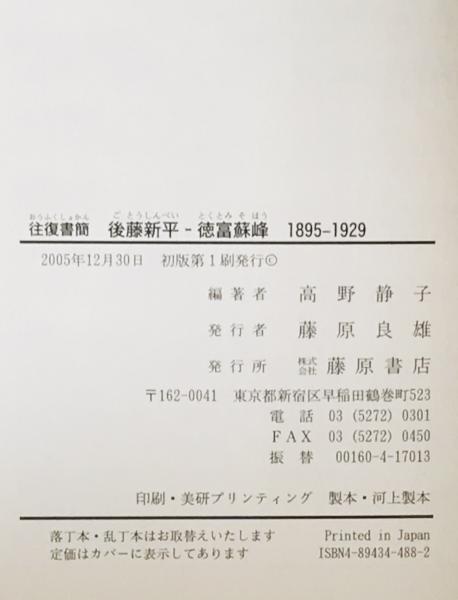 おうふくしょかん ごとうしんぺい とくとみそほう
往復書簡 後藤新平-徳富蘇峰 1895-1929
2005年12月30日 初版第1刷発行©
編著者 高野静子
発行者 藤原良雄
発行所 株式会社 藤原書店
〒162-0041 東京都新宿区早稲田鶴巻町523
電話 03 (5272) 0301
FAX 03 (5272) 0450
振替 00160-4-17013
印刷・美研プリンティング 製本・河上製本
落丁本・乱丁本はお取替えいたします Printed in Japan
定価はカバーに表示してあります ISBN4-89434-488-2